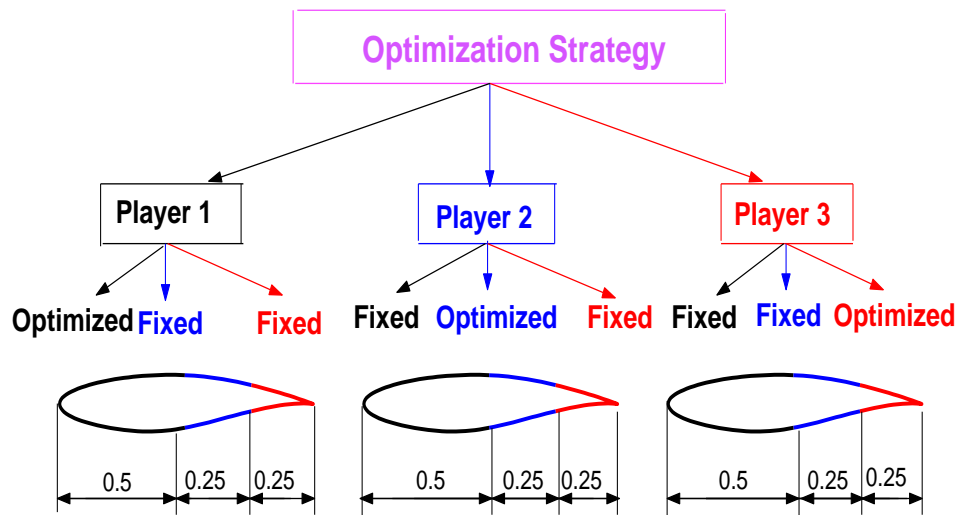 Optimization Strategy
Player 1
Player 2
Player 3
Optimized Fixed Fixed
Fixed Optimized Fixed
Fixed Fixed Optimized
0.5 0.25 0.25
0.5 0.25 0.25
0.5 0.25 0.25